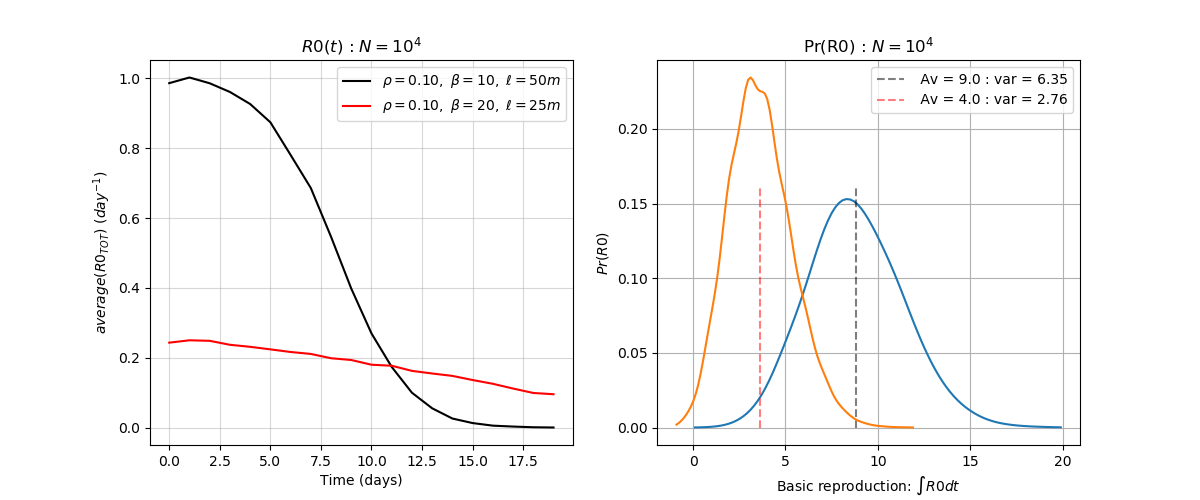 R0(t) : N = 10⁴
ρ = 0.10, β = 10, ℓ = 50m
ρ = 0.10, β = 20, ℓ = 25m
average(R0_TOT) (day⁻¹)
1.0
0.8
0.6
0.4
0.2
0.0
0.0 2.5 5.0 7.5 10.0 12.5 15.0 17.5
Time (days)
Pr(R0) : N = 10⁴
Av = 9.0 : var = 6.35
Av = 4.0 : var = 2.76
Pr(R0)
0.20
0.15
0.10
0.05
0.00
0 5 10 15 20
Basic reproduction: ∫R0dt